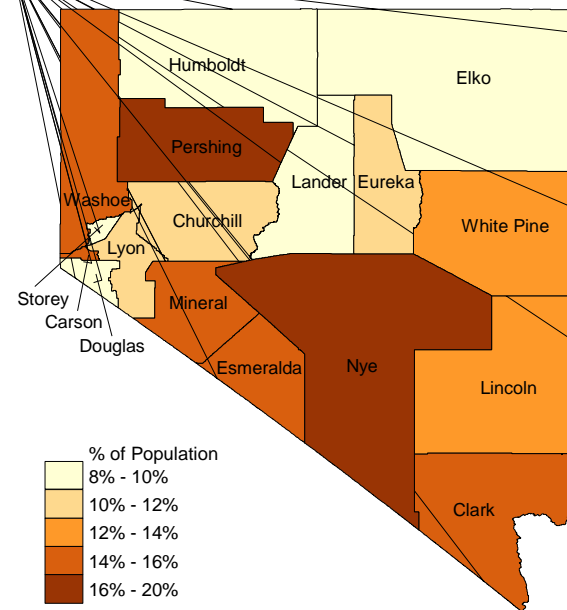 Humboldt
Elko
Pershing
Lander
Eureka
Washoe
Churchill
White Pine
Lyon
Storey
Carson
Douglas
Mineral
Esmeralda
Nye
Lincoln
Clark
% of Population
8% - 10%
10% - 12%
12% - 14%
14% - 16%
16% - 20%